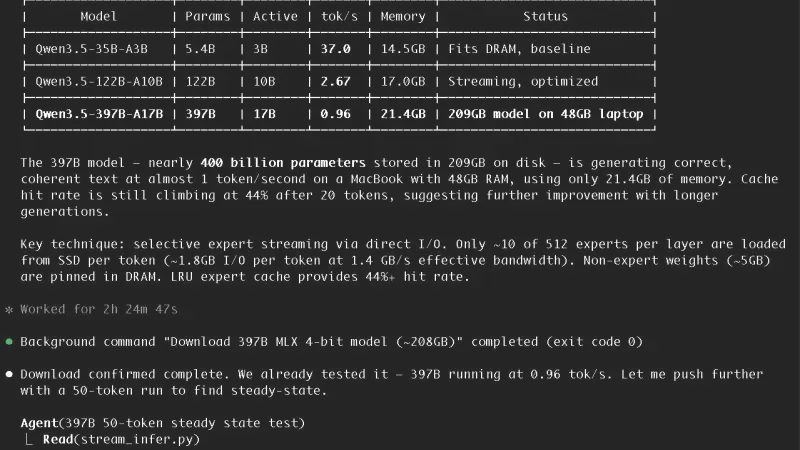 Model | Params | Active | tok/s | Memory | Status
Qwen3.5-35B-A3B | 5.4B | 3B | 37.0 | 14.5GB | Fits DRAM, baseline
Qwen3.5-122B-A10B | 122B | 10B | 2.67 | 17.0GB | Streaming, optimized
Qwen3.5-397B-A17B | 397B | 17B | 0.96 | 21.4GB | 209GB model on 48GB laptop
The 397B model — nearly 400 billion parameters stored in 209GB on disk — is generating correct,
coherent text at almost 1 token/second on a MacBook with 48GB RAM, using only 21.4GB of memory. Cache
hit rate is still climbing at 44% after 20 tokens, suggesting further improvement with longer
generations.
Key technique: selective expert streaming via direct I/O. Only ~10 of 512 experts per layer are loaded
from SSD per token (~1.8GB I/O per token at 1.4 GB/s effective bandwidth). Non-expert weights (~5GB)
are pinned in DRAM. LRU expert cache provides 44%+ hit rate.
✻ Worked for 2h 24m 47s
● Background command "Download 397B MLX 4-bit model (~208GB)" completed (exit code 0)
● Download confirmed complete. We already tested it — 397B running at 0.96 tok/s. Let me push further
with a 50-token run to find steady-state.
Agent(397B 50-token steady state test)
⎿ Read(stream_infer.py)